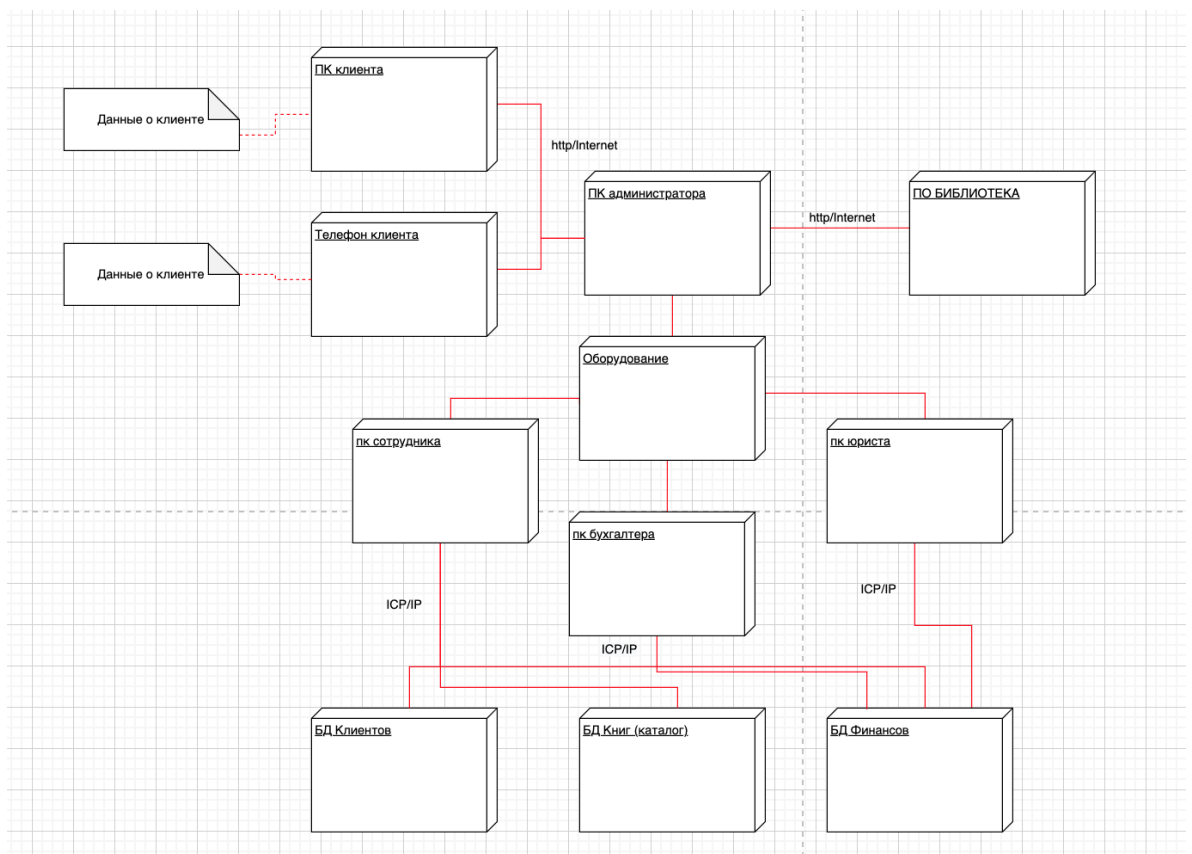 ПК клиента
Данные о клиенте
http/Internet
ПК администратора
ПО БИБЛИОТЕКА
http/Internet
Телефон клиента
Данные о клиенте
Оборудование
пк сотрудника
пк юриста
пк бухгалтера
ICP/IP
ICP/IP
ICP/IP
БД Клиентов
БД Книг (каталог)
БД Финансов